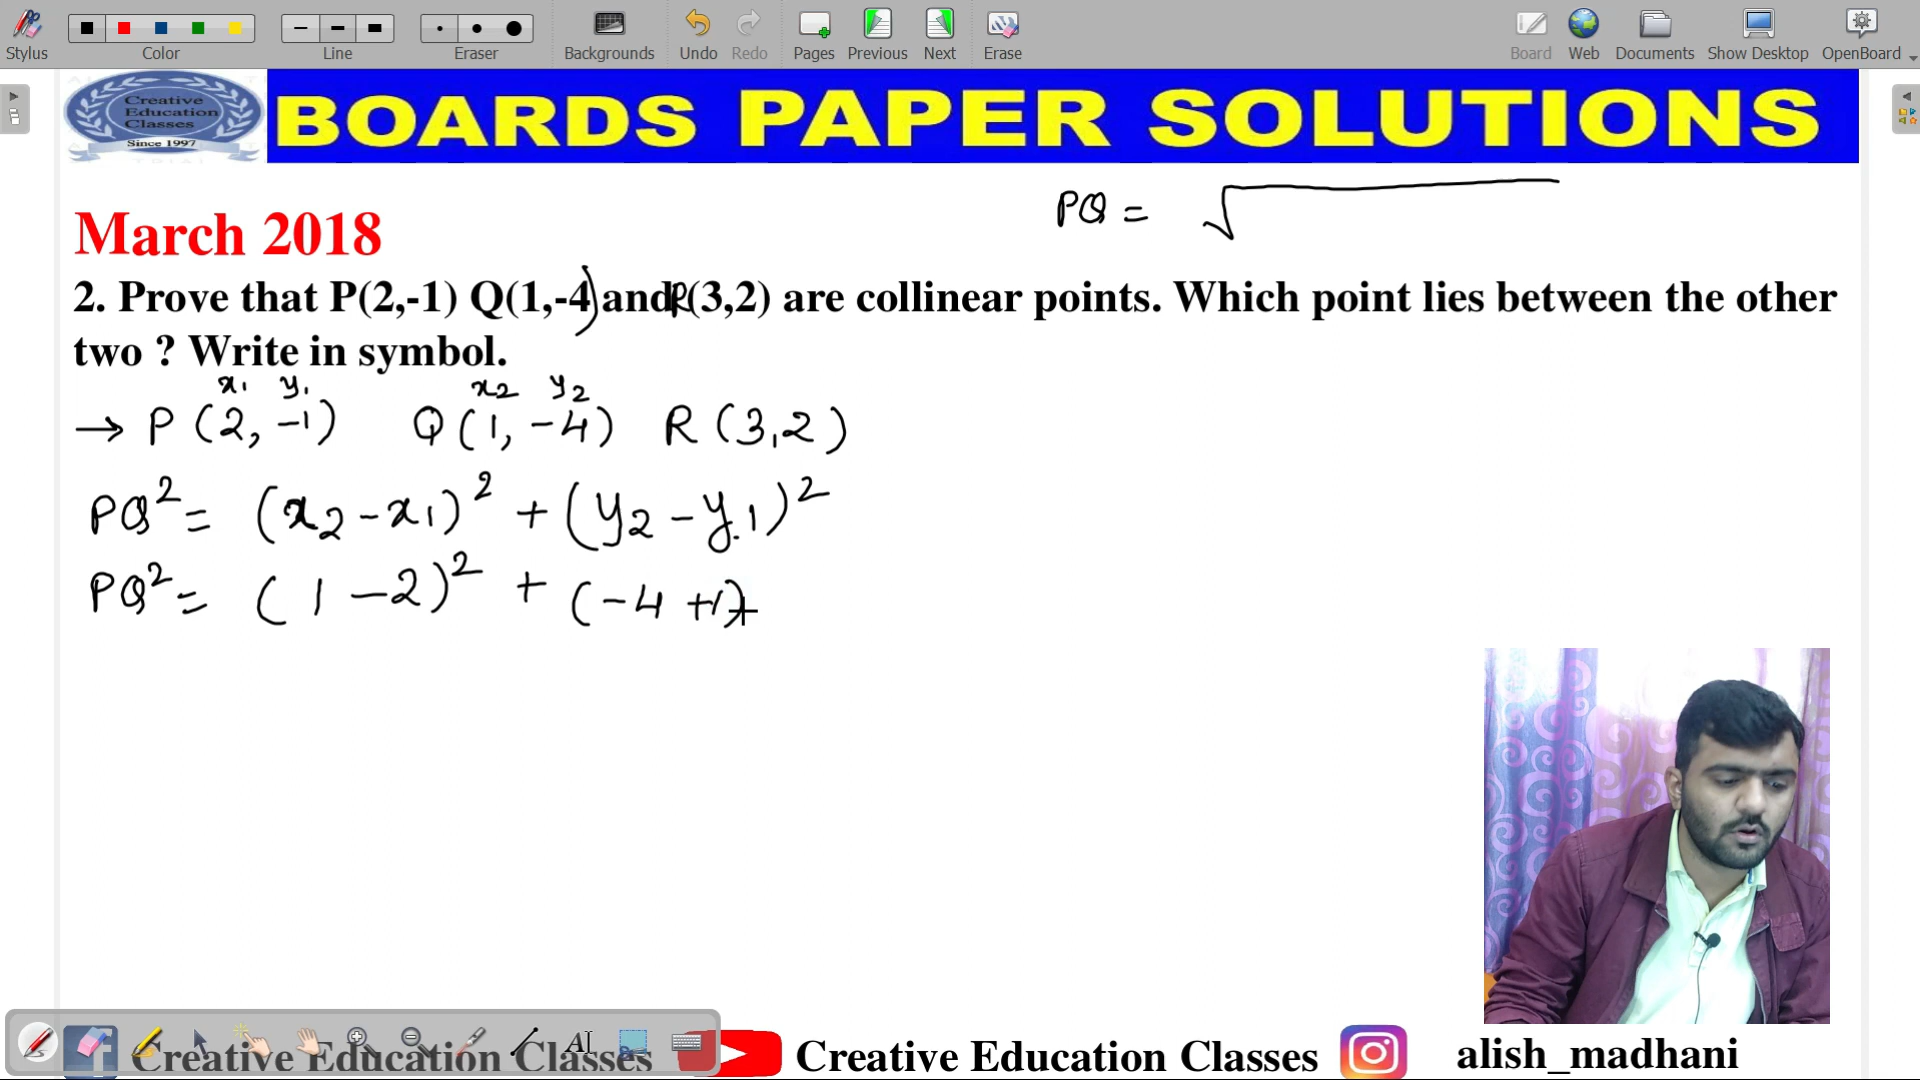 Stylus Color Line Eraser Backgrounds Undo Redo Pages Previous Next Erase Board Web Documents Show Desktop OpenBoard
Creative
Education
Classes
Since 1997
BOARDS PAPER SOLUTIONS
PQ = √
March 2018
2. Prove that P(2,-1) Q(1,-4) and R(3,2) are collinear points. Which point lies between the other
two ? Write in symbol.
x1 y1 x2 y2
→ P (2, -1) Q (1, -4) R (3,2)
PQ² = (x2 - x1)² + (y2 - y1)²
PQ² = (1 - 2)² + (-4 +1)
Creative Education Classes Creative Education Classes alish_madhani